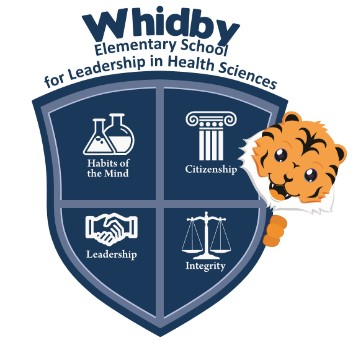 Whidby
Elementary School
for Leadership in Health Sciences
Habits of
the Mind
Citizenship
Leadership
Integrity